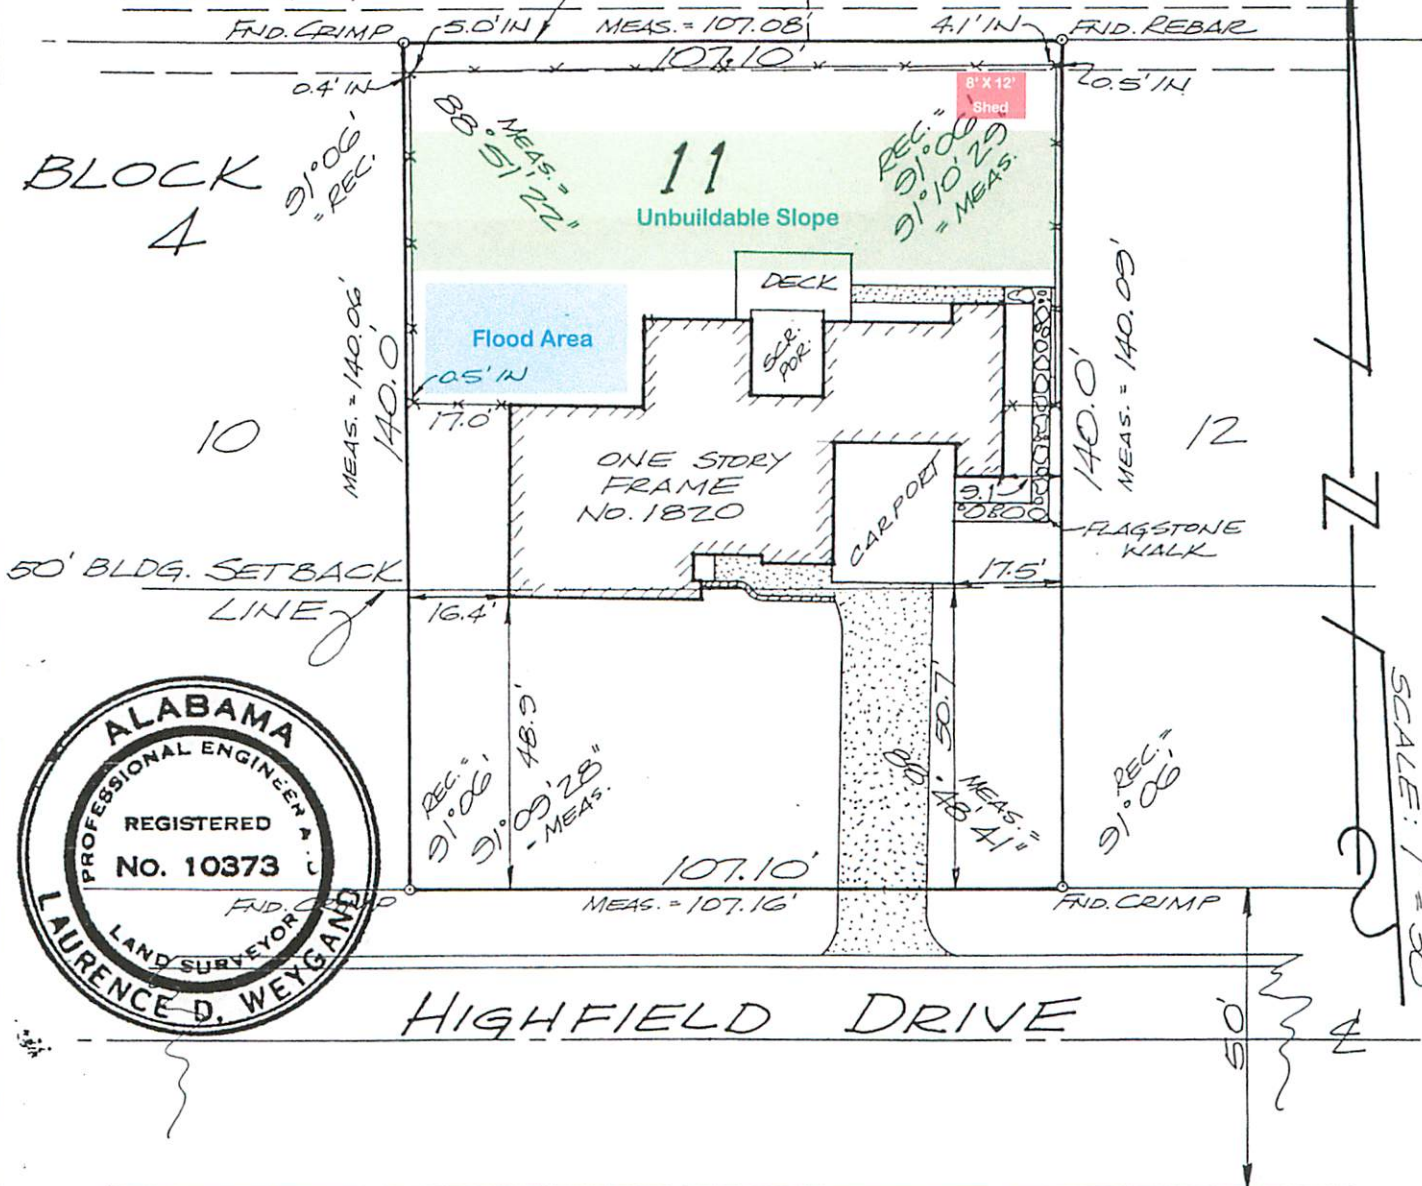 FND. CRIMP
5.0' IN
MEAS. = 107.08'
4.1' IN
FND. REBAR
107.10'
0.4' IN
8' X 12'
Shed
0.5' IN
BLOCK
4
91°06'
"REC.
MEAS. =
88°51'22"
11
Unbuildable Slope
REC."
91°06'
91°10'29"
" MEAS.
DECK
SCR.
POR.
Flood Area
0.5' IN
17.0'
MEAS. = 140.06'
140.0'
140.0'
MEAS. = 140.09'
10
12
ONE STORY
FRAME
NO. 1820
CARPORT
9.1'
FLAGSTONE
WALK
50' BLDG. SETBACK
LINE
16.4'
17.5'
Z
48.9'
50.7'
REC."
91°06'
91°09'28"
- MEAS.
MEAS."
88°48'41"
REC."
91°06'
SCALE: 1" = 30'
ALABAMA
PROFESSIONAL ENGINEER
REGISTERED
No. 10373
LAND SURVEYOR
LAURENCE D. WEYGAND
107.10'
FND. CRIMP
MEAS. = 107.16'
FND. CRIMP
HIGHFIELD DRIVE
50'